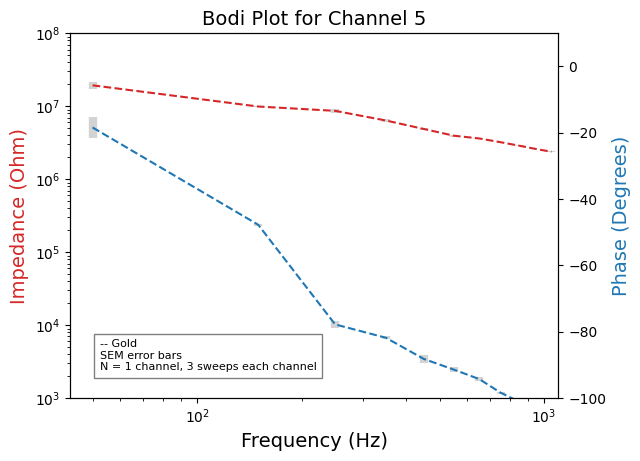 Bodi Plot for Channel 5
Impedance (Ohm)
10^8
10^7
10^6
10^5
10^4
10^3
0
−20
−40
−60
−80
−100
Phase (Degrees)
-- Gold
SEM error bars
N = 1 channel, 3 sweeps each channel
10^2
10^3
Frequency (Hz)